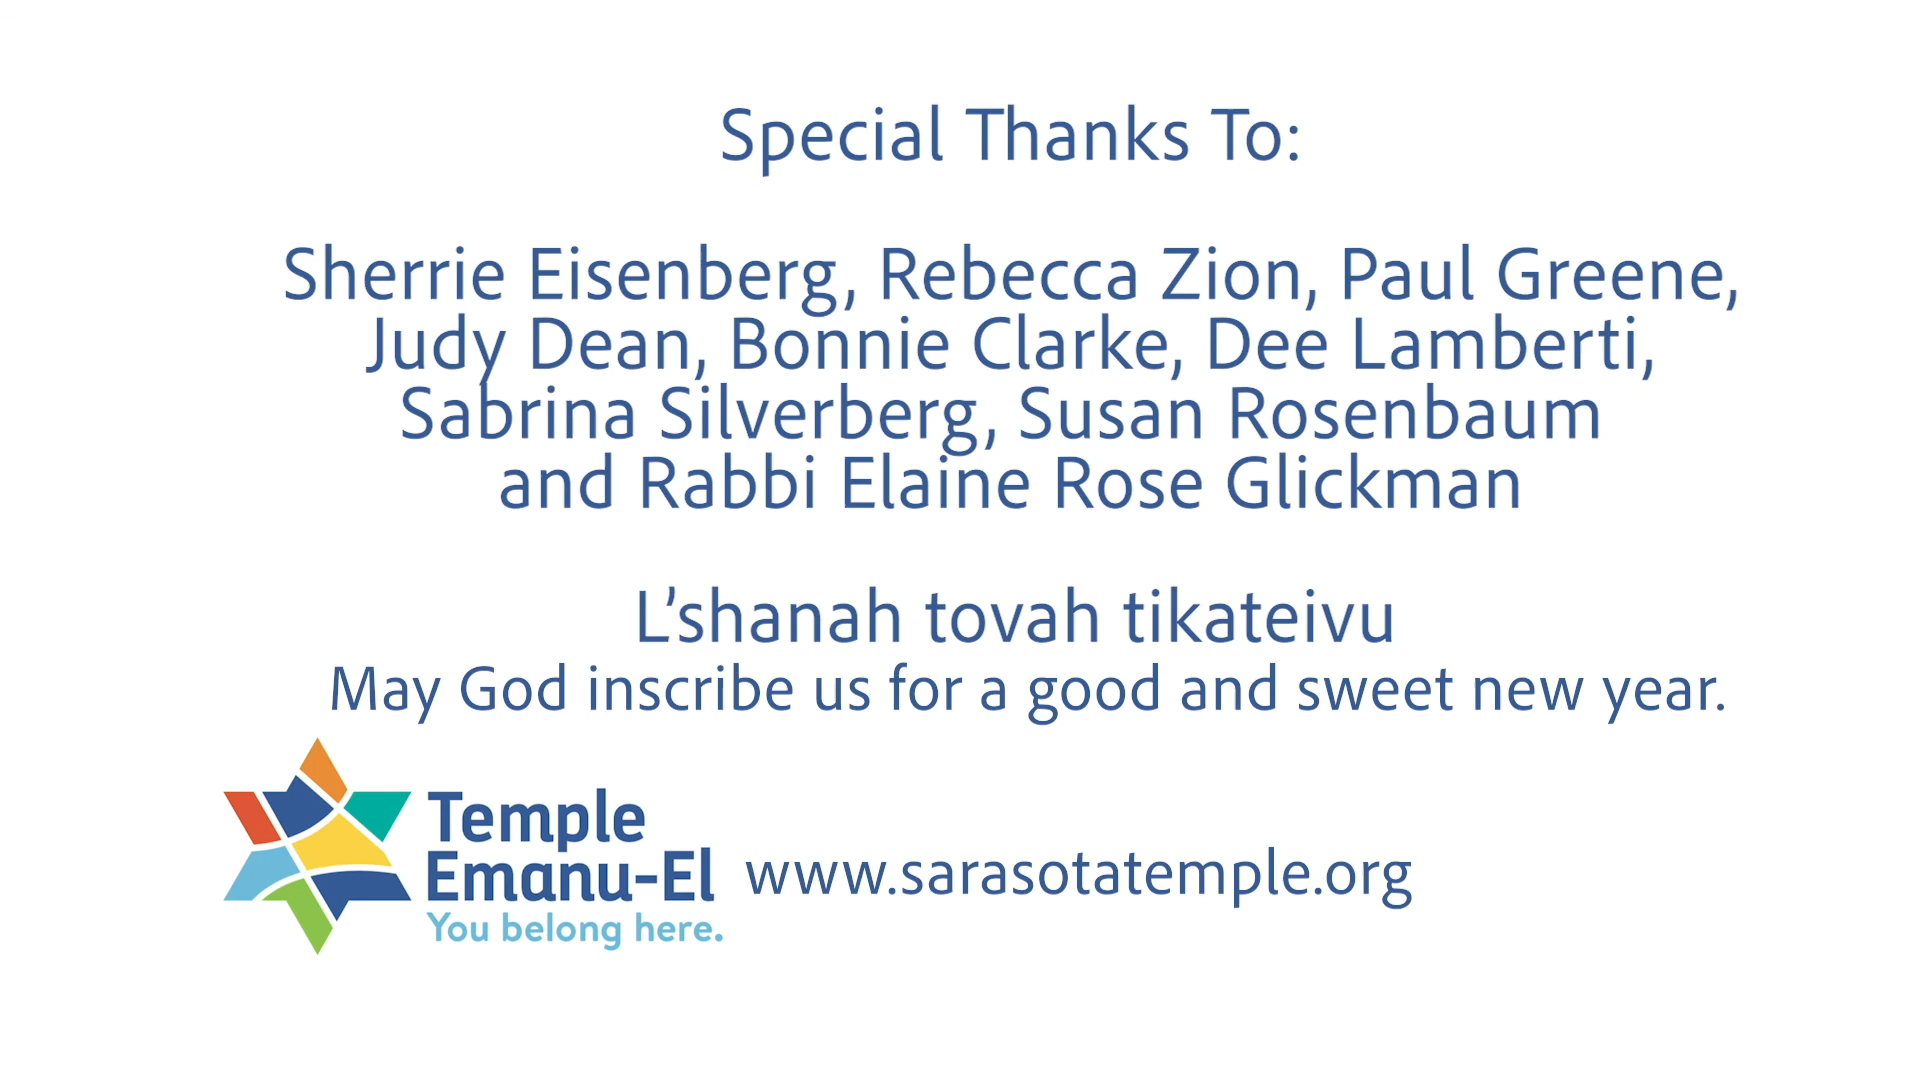 Special Thanks To:
Sherrie Eisenberg, Rebecca Zion, Paul Greene,
Judy Dean, Bonnie Clarke, Dee Lamberti,
Sabrina Silverberg, Susan Rosenbaum
and Rabbi Elaine Rose Glickman
L’shanah tovah tikateivu
May God inscribe us for a good and sweet new year.
Temple
Emanu-El
You belong here.
www.sarasotatemple.org